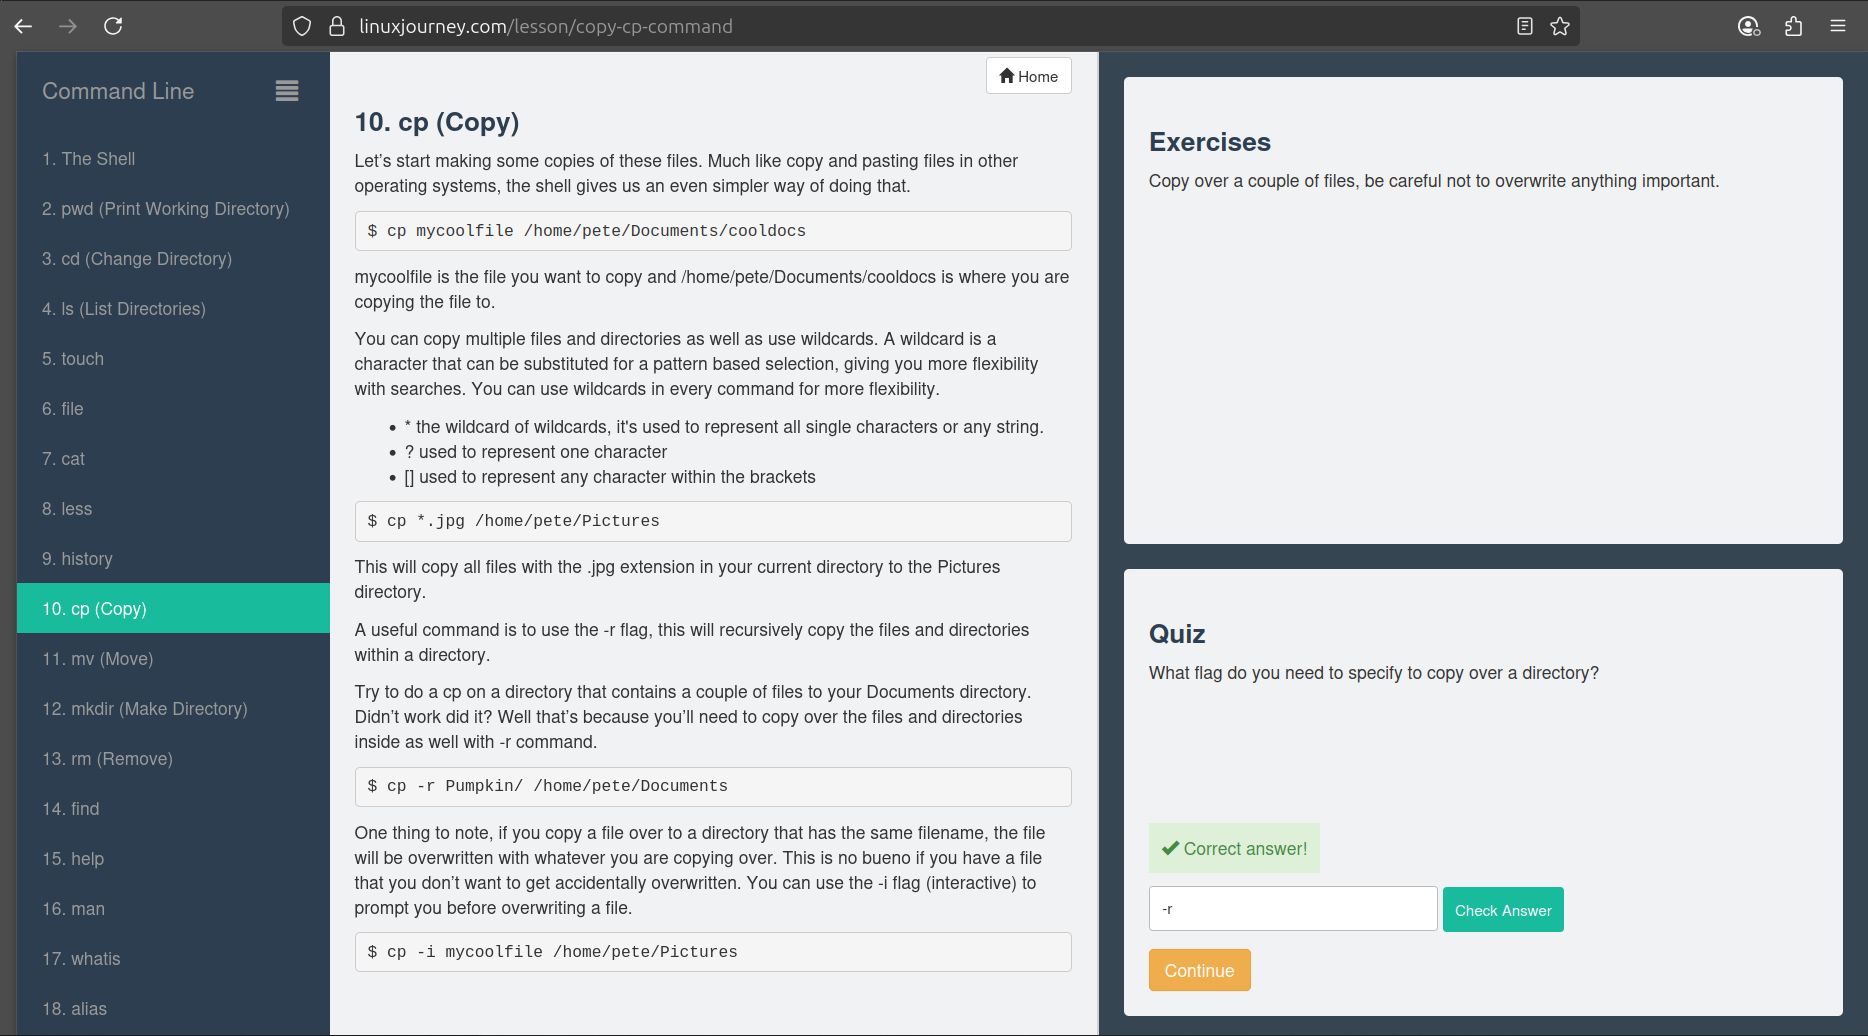 linuxjourney.com/lesson/copy-cp-command
Command Line
1. The Shell
2. pwd (Print Working Directory)
3. cd (Change Directory)
4. ls (List Directories)
5. touch
6. file
7. cat
8. less
9. history
10. cp (Copy)
11. mv (Move)
12. mkdir (Make Directory)
13. rm (Remove)
14. find
15. help
16. man
17. whatis
18. alias
Home
10. cp (Copy)
Let’s start making some copies of these files. Much like copy and pasting files in other
operating systems, the shell gives us an even simpler way of doing that.
$ cp mycoolfile /home/pete/Documents/cooldocs
mycoolfile is the file you want to copy and /home/pete/Documents/cooldocs is where you are
copying the file to.
You can copy multiple files and directories as well as use wildcards. A wildcard is a
character that can be substituted for a pattern based selection, giving you more flexibility
with searches. You can use wildcards in every command for more flexibility.
• * the wildcard of wildcards, it's used to represent all single characters or any string.
• ? used to represent one character
• [] used to represent any character within the brackets
$ cp *.jpg /home/pete/Pictures
This will copy all files with the .jpg extension in your current directory to the Pictures
directory.
A useful command is to use the -r flag, this will recursively copy the files and directories
within a directory.
Try to do a cp on a directory that contains a couple of files to your Documents directory.
Didn’t work did it? Well that’s because you’ll need to copy over the files and directories
inside as well with -r command.
$ cp -r Pumpkin/ /home/pete/Documents
One thing to note, if you copy a file over to a directory that has the same filename, the file
will be overwritten with whatever you are copying over. This is no bueno if you have a file
that you don’t want to get accidentally overwritten. You can use the -i flag (interactive) to
prompt you before overwriting a file.
$ cp -i mycoolfile /home/pete/Pictures
Exercises
Copy over a couple of files, be careful not to overwrite anything important.
Quiz
What flag do you need to specify to copy over a directory?
Correct answer!
-r
Check Answer
Continue